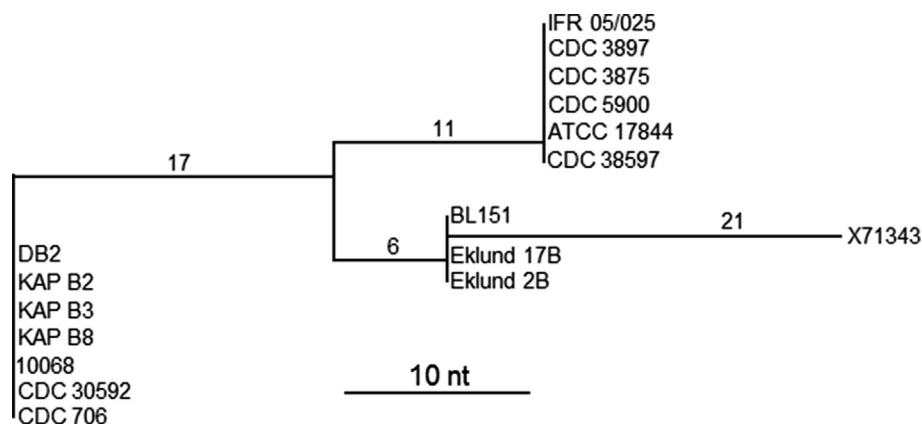 IFR 05/025
CDC 3897
CDC 3875
CDC 5900
ATCC 17844
CDC 38597
11
17
BL151
21
X71343
6
Eklund 17B
Eklund 2B
DB2
KAP B2
KAP B3
KAP B8
10068
CDC 30592
CDC 706
10 nt